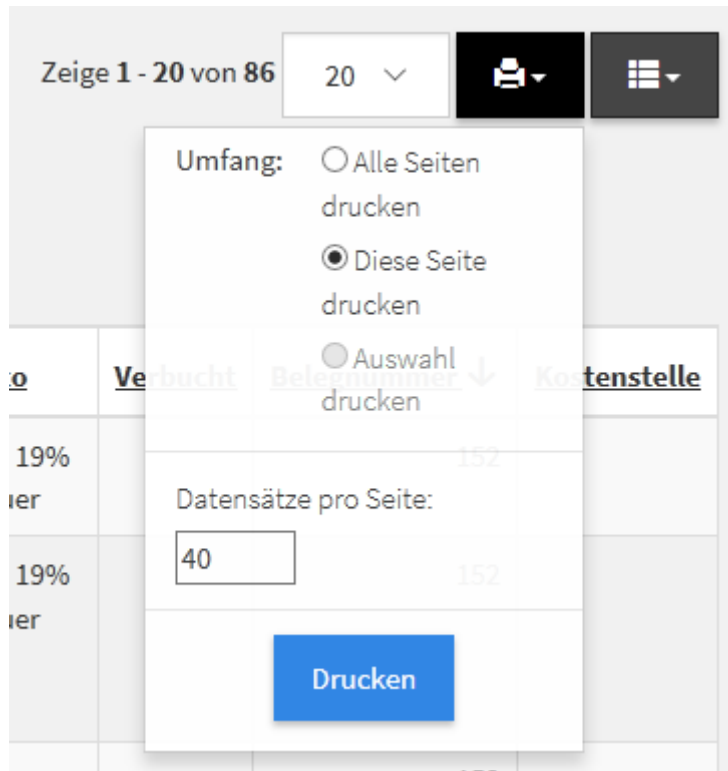 Zeige 1 - 20 von 86
20
Umfang:
Alle Seiten
drucken
Diese Seite
drucken
Auswahl
drucken
Verbucht
Belegnummer
Kostenstelle
19%
152
Datensätze pro Seite:
40
19%
152
Drucken